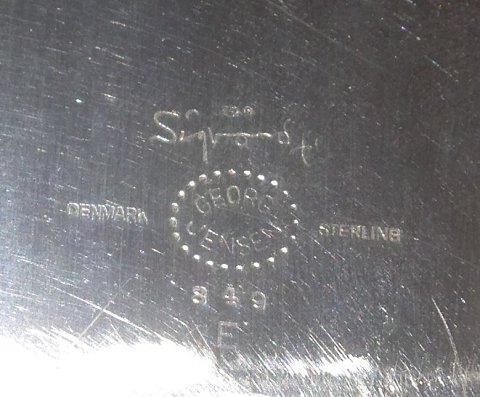 Sigvard
DENMARK GEORG JENSEN STERLING
849
E